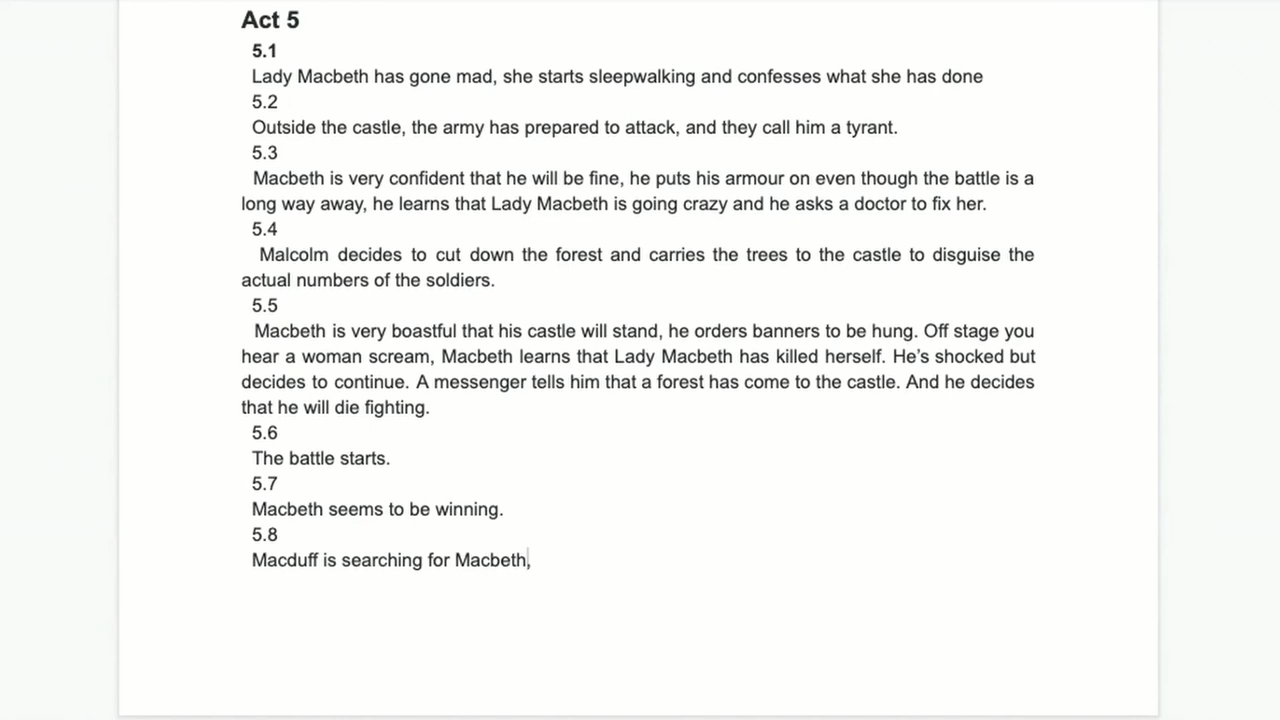 Act 5
5.1
Lady Macbeth has gone mad, she starts sleepwalking and confesses what she has done
5.2
Outside the castle, the army has prepared to attack, and they call him a tyrant.
5.3
Macbeth is very confident that he will be fine, he puts his armour on even though the battle is a
long way away, he learns that Lady Macbeth is going crazy and he asks a doctor to fix her.
5.4
Malcolm decides to cut down the forest and carries the trees to the castle to disguise the
actual numbers of the soldiers.
5.5
Macbeth is very boastful that his castle will stand, he orders banners to be hung. Off stage you
hear a woman scream, Macbeth learns that Lady Macbeth has killed herself. He’s shocked but
decides to continue. A messenger tells him that a forest has come to the castle. And he decides
that he will die fighting.
5.6
The battle starts.
5.7
Macbeth seems to be winning.
5.8
Macduff is searching for Macbeth,